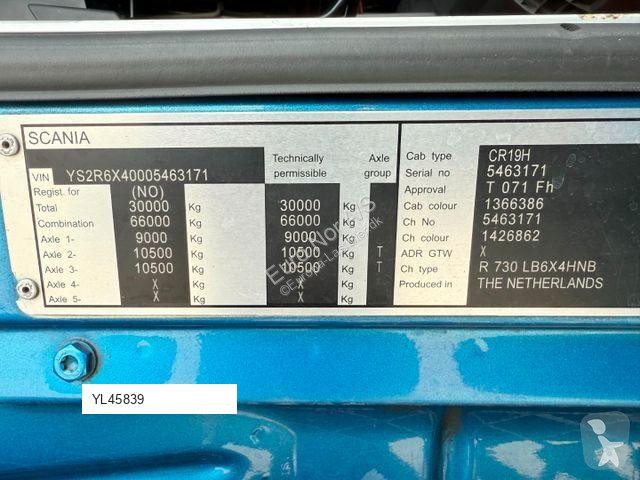 SCANIA
VIN YS2R6X40005463171 Technically permissible Axle group
Regist. for (NO)
Total 30000 Kg 30000 Kg
Combination 66000 Kg 66000 Kg
Axle 1- 9000 Kg 9000 Kg
Axle 2- 10500 Kg 10500 Kg T
Axle 3- 10500 Kg 10500 Kg T
Axle 4- X Kg X Kg
Axle 5- X Kg X Kg
Cab type CR19H
Serial no 5463171
Approval T 071 Fh
Cab colour 1366386
Ch No 5463171
Ch colour 1426862
ADR GTW X
Ch type R 730 LB6X4HNB
Produced in THE NETHERLANDS
YL45839